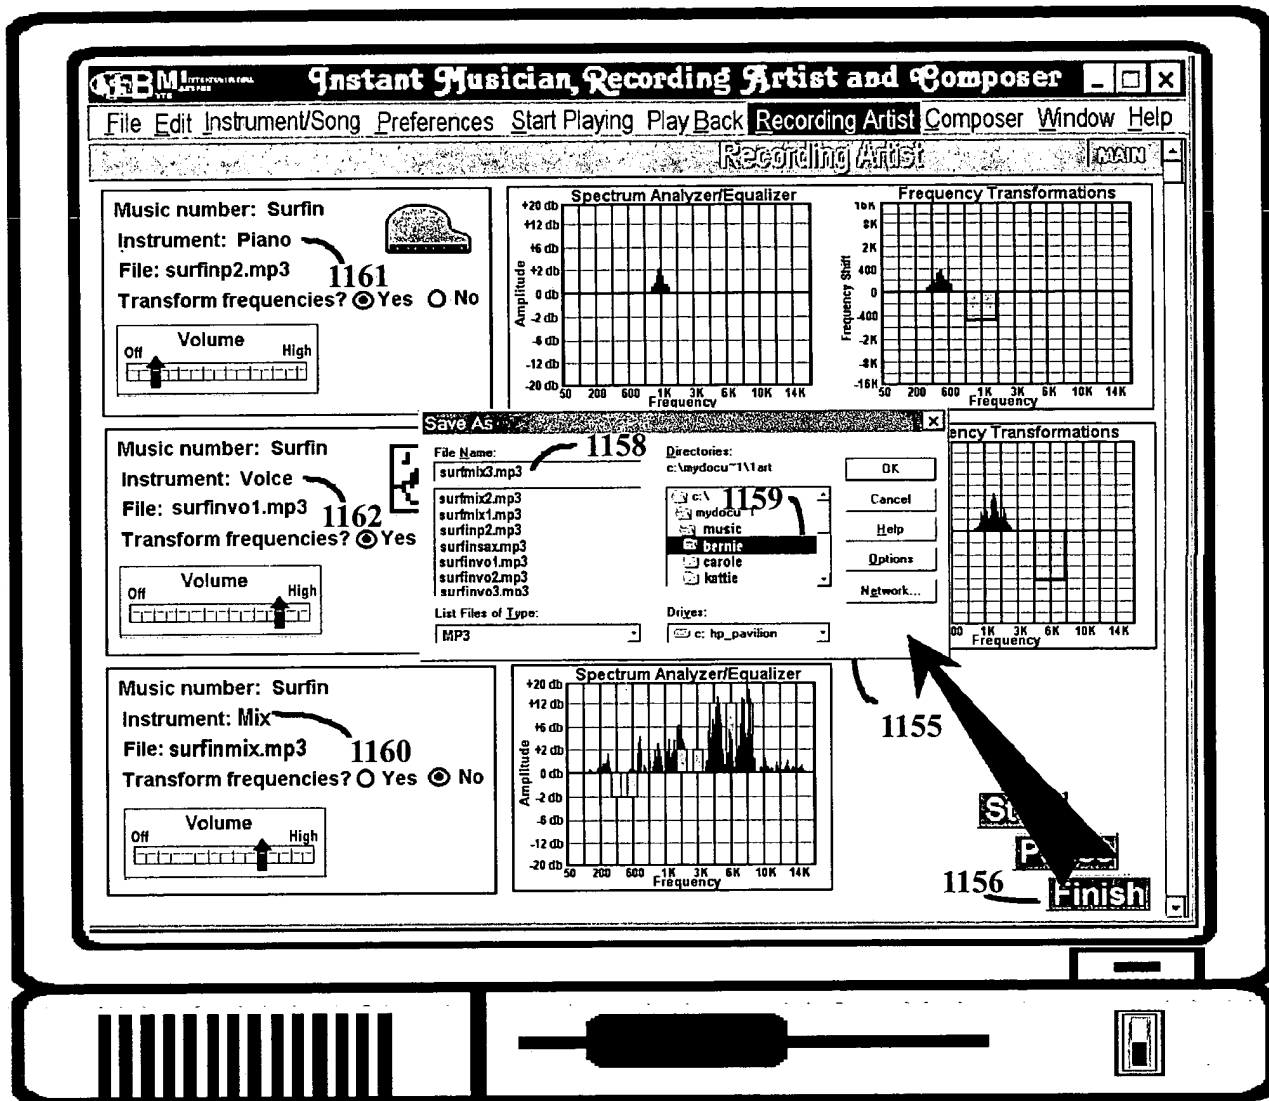 Instant Musician, Recording Artist and Composer
File Edit Instrument/Song Preferences Start Playing Play Back Recording Artist Composer Window Help
Recording Artist MAIN
Music number: Surfin
Instrument: Piano
1161
File: surfinp2.mp3
Transform frequencies? Yes No
Volume
Off High
Spectrum Analyzer/Equalizer
+20 db
+12 db
+6 db
+2 db
0 db
-2 db
-6 db
-12 db
-20 db
Amplitude
50 200 600 1K 3K 6K 10K 14K
Frequency
Frequency Transformations
16K
8K
2K
400
0
-400
-2K
-8K
-16K
Frequency Shift
50 200 600 1K 3K 6K 10K 14K
Frequency
Music number: Surfin
Instrument: Voice
1162
File: surfinvo1.mp3
Transform frequencies? Yes
Volume
Off High
Save As
File Name:
1158
surfmix3.mp3
surfmix2.mp3
surfmix1.mp3
surfinp2.mp3
surfinsax.mp3
surfinvo1.mp3
surfinvo2.mp3
surfinvo3.mp3
List Files of Type:
MP3
Directories:
c:\mydocu~1\1art
c:\
1159
mydocu 1
music
bernie
carole
kattie
Drives:
c: hp_pavilion
OK
Cancel
Help
Options
Network...
ency Transformations
00 1K 3K 6K 10K 14K
Frequency
1155
Music number: Surfin
Instrument: Mix
1160
File: surfinmix.mp3
Transform frequencies? Yes No
Volume
Off High
Spectrum Analyzer/Equalizer
+20 db
+12 db
+6 db
+2 db
0 db
-2 db
-6 db
-12 db
-20 db
Amplitude
50 200 600 1K 3K 6K 10K 14K
Frequency
1156
Finish